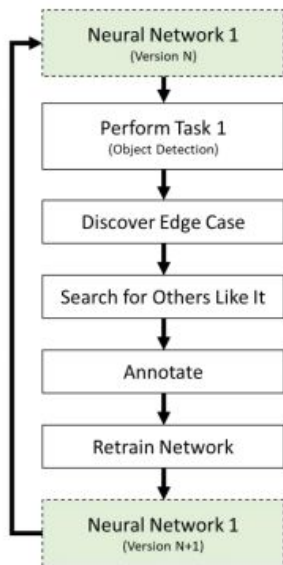 Neural Network 1
(Version N)
Perform Task 1
(Object Detection)
Discover Edge Case
Search for Others Like It
Annotate
Retrain Network
Neural Network 1
(Version N+1)